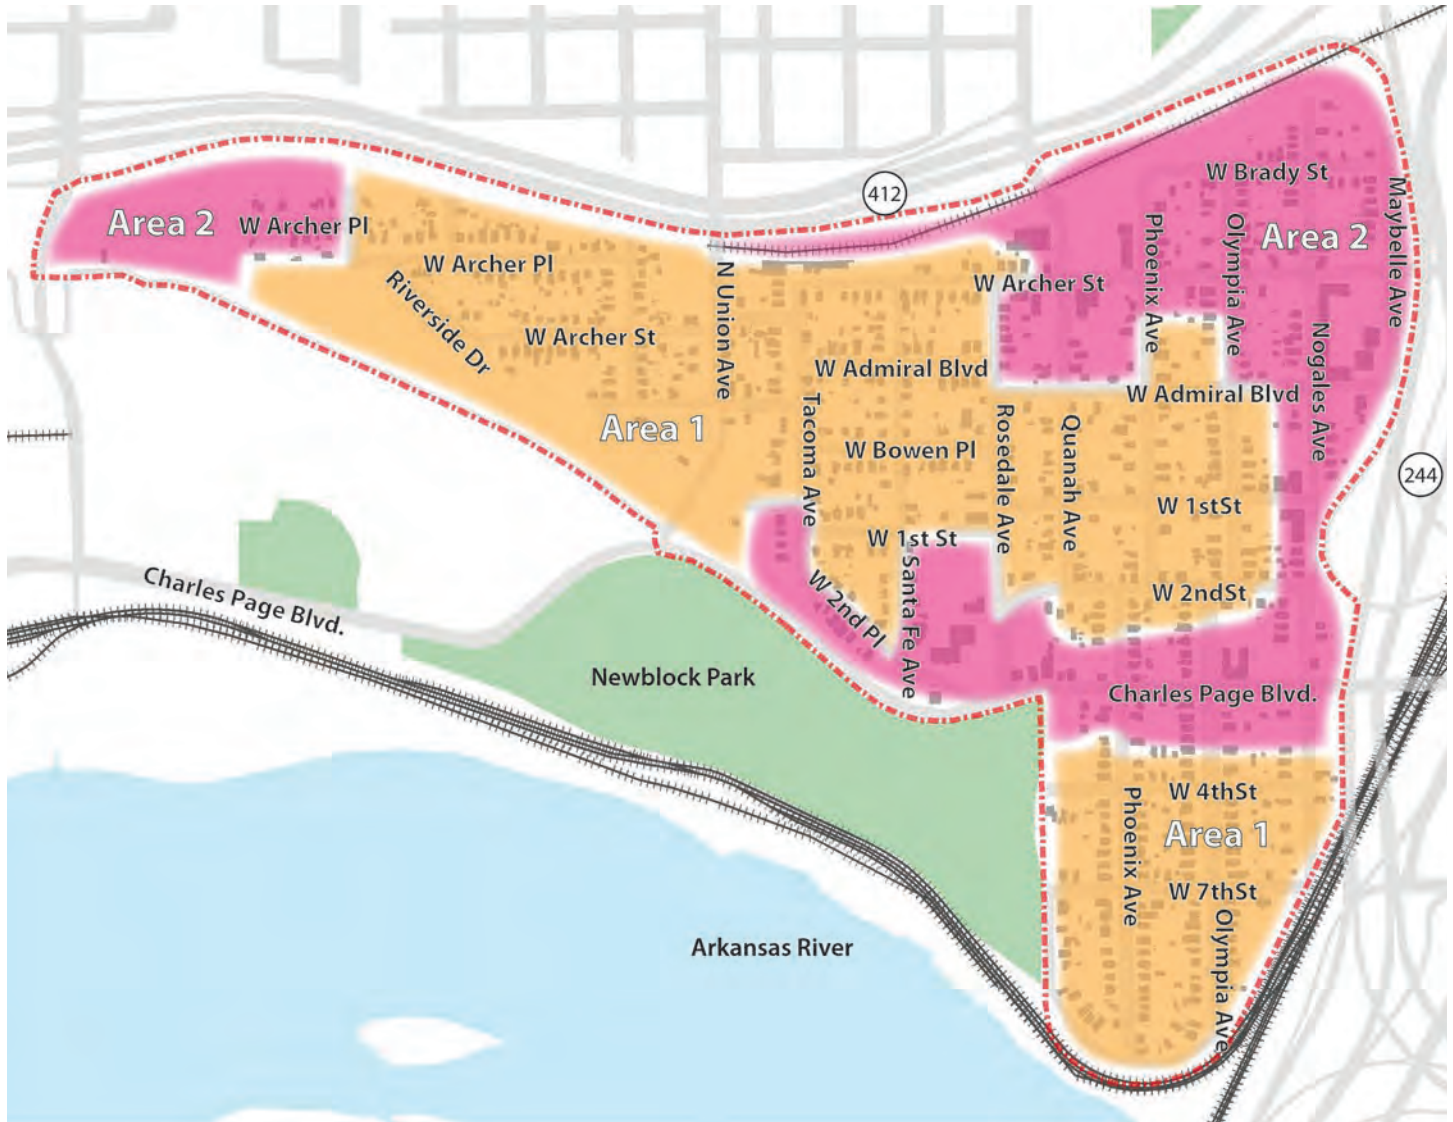 W Brady St
412
Maybelle Ave
Area 2
W Archer Pl
Phoenix Ave
Olympia Ave
Area 2
W Archer Pl
Riverside Dr
N Union Ave
W Archer St
W Archer St
Nogales Ave
W Admiral Blvd
W Admiral Blvd
Area 1
Tacoma Ave
Rosedale Ave
Quanah Ave
W Bowen Pl
244
W 1stSt
W 1st St
Charles Page Blvd.
W 2nd Pl
Santa Fe Ave
W 2ndSt
Newblock Park
Charles Page Blvd.
W 4thSt
Phoenix Ave
Area 1
W 7thSt
Olympia Ave
Arkansas River